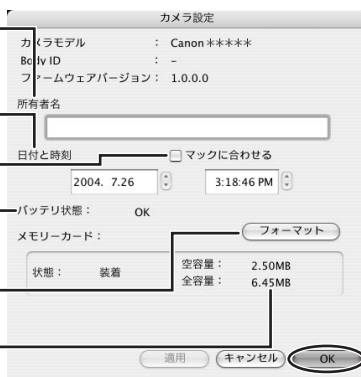 カメラ設定
カメラモデル : Canon*****
Body ID : –
ファームウェアバージョン : 1.0.0.0
所有者名
日付と時刻 マックに合わせる
2004. 7.26 3:18:46 PM
バッテリ状態 : OK
メモリーカード : フォーマット
状態 : 装着 空容量 : 2.50MB
全容量 : 6.45MB
適用 キャンセル OK